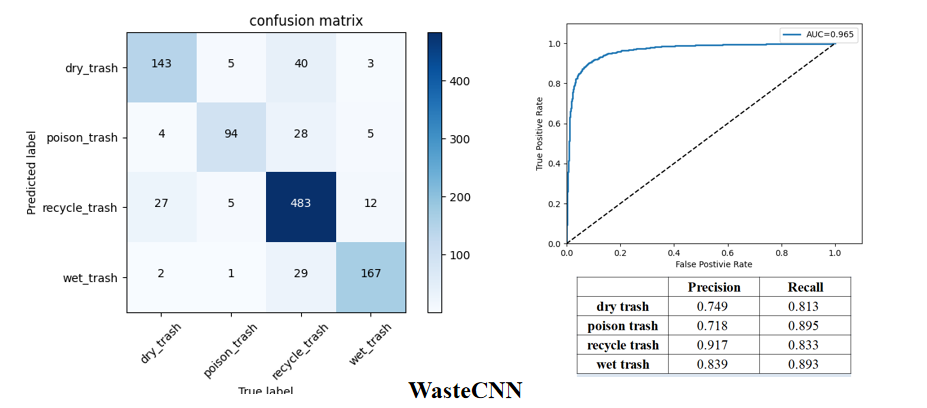 confusion matrix
Predicted label
dry_trash
143 5 40 3
poison_trash
4 94 28 5
recycle_trash
27 5 483 12
wet_trash
2 1 29 167
dry_trash
poison_trash
recycle_trash
wet_trash
True label
400
300
200
100
AUC=0.965
True Positive Rate
1.0
0.8
0.6
0.4
0.2
0.0
0.0 0.2 0.4 0.6 0.8 1.0
False Postivie Rate
Precision Recall
dry trash 0.749 0.813
poison trash 0.718 0.895
recycle trash 0.917 0.833
wet trash 0.839 0.893
WasteCNN